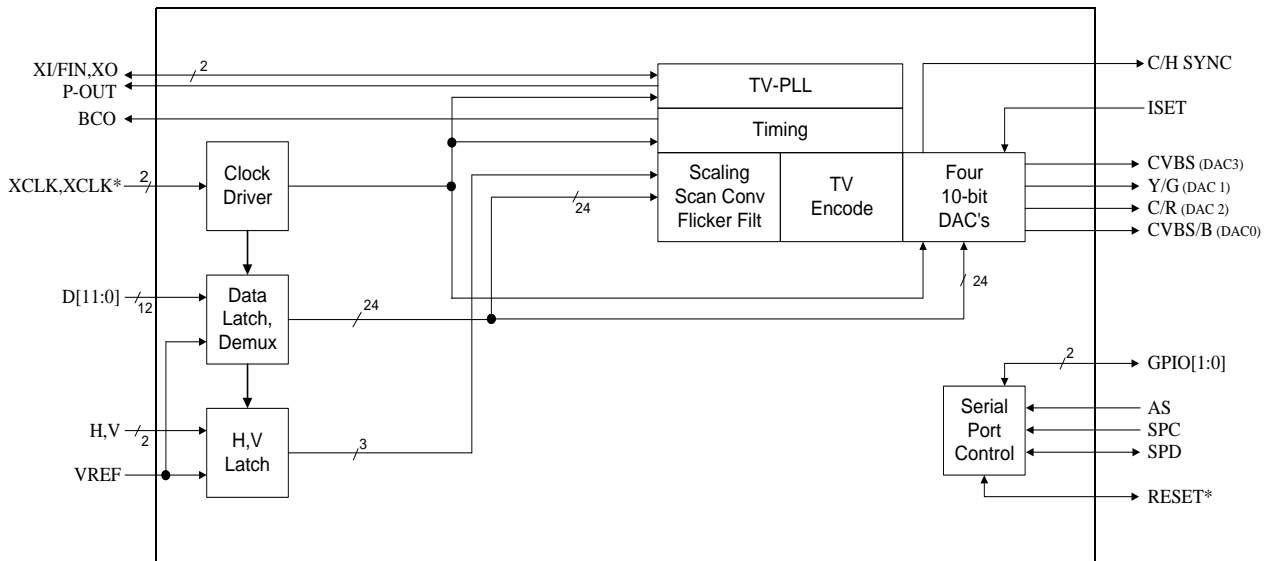 XI/FIN,XO
2
P-OUT
BCO
TV-PLL
Timing
C/H SYNC
ISET
XCLK,XCLK*
2
Clock
Driver
Scaling
Scan Conv
Flicker Filt
TV
Encode
Four
10-bit
DAC's
CVBS (DAC3)
Y/G (DAC 1)
C/R (DAC 2)
CVBS/B (DAC0)
24
D[11:0]
12
Data
Latch,
Demux
24
24
H,V
2
VREF
H,V
Latch
3
2
GPIO[1:0]
Serial
Port
Control
AS
SPC
SPD
RESET*